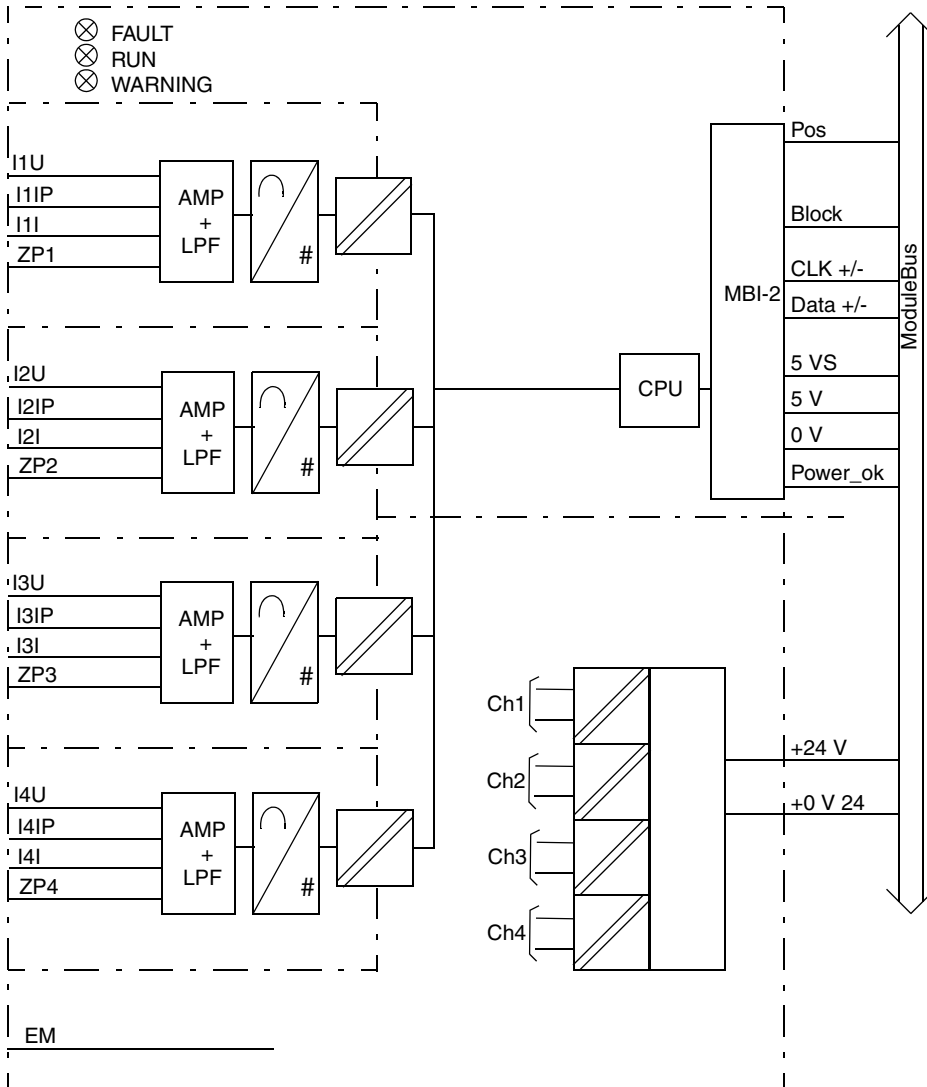 FAULT
RUN
WARNING
I1U
I1IP
I1I
ZP1
AMP
+
LPF
#
I2U
I2IP
I2I
ZP2
AMP
+
LPF
#
I3U
I3IP
I3I
ZP3
AMP
+
LPF
#
I4U
I4IP
I4I
ZP4
AMP
+
LPF
#
EM
CPU
MBI-2
Pos
Block
CLK +/-
Data +/-
5 VS
5 V
0 V
Power_ok
ModuleBus
Ch1
Ch2
Ch3
Ch4
+24 V
+0 V 24